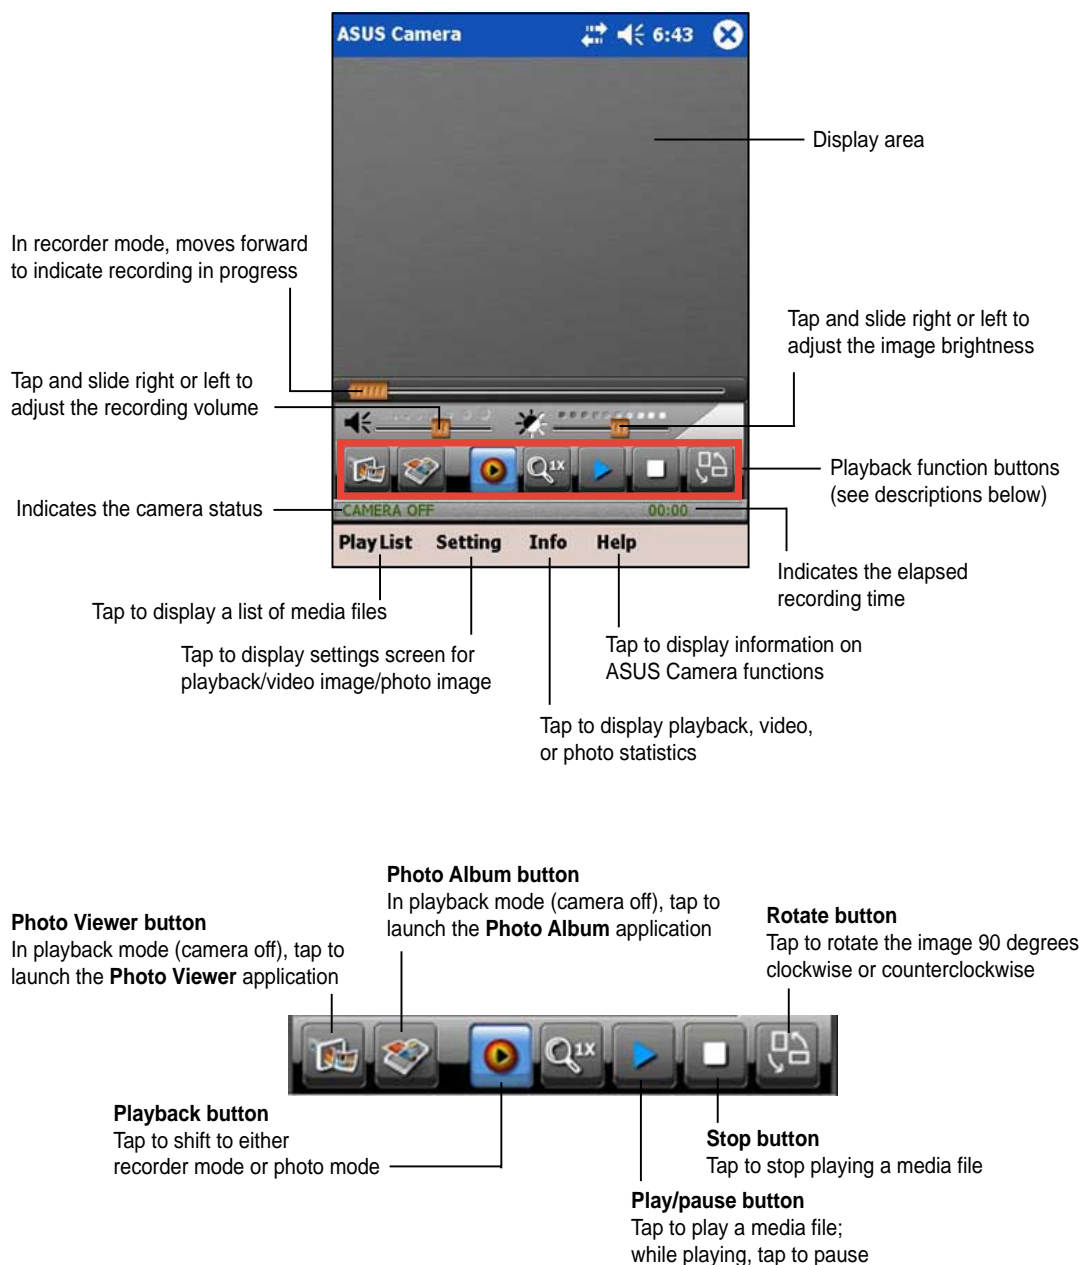 ASUS Camera 6:43
Display area
In recorder mode, moves forward
to indicate recording in progress
Tap and slide right or left to
adjust the image brightness
Tap and slide right or left to
adjust the recording volume
1X
Playback function buttons
(see descriptions below)
Indicates the camera status
CAMERA OFF 00:00
PlayList Setting Info Help
Indicates the elapsed
recording time
Tap to display a list of media files
Tap to display information on
ASUS Camera functions
Tap to display settings screen for
playback/video image/photo image
Tap to display playback, video,
or photo statistics
Photo Album button
In playback mode (camera off), tap to
launch the Photo Album application
Photo Viewer button
In playback mode (camera off), tap to
launch the Photo Viewer application
Rotate button
Tap to rotate the image 90 degrees
clockwise or counterclockwise
1X
Playback button
Tap to shift to either
recorder mode or photo mode
Stop button
Tap to stop playing a media file
Play/pause button
Tap to play a media file;
while playing, tap to pause